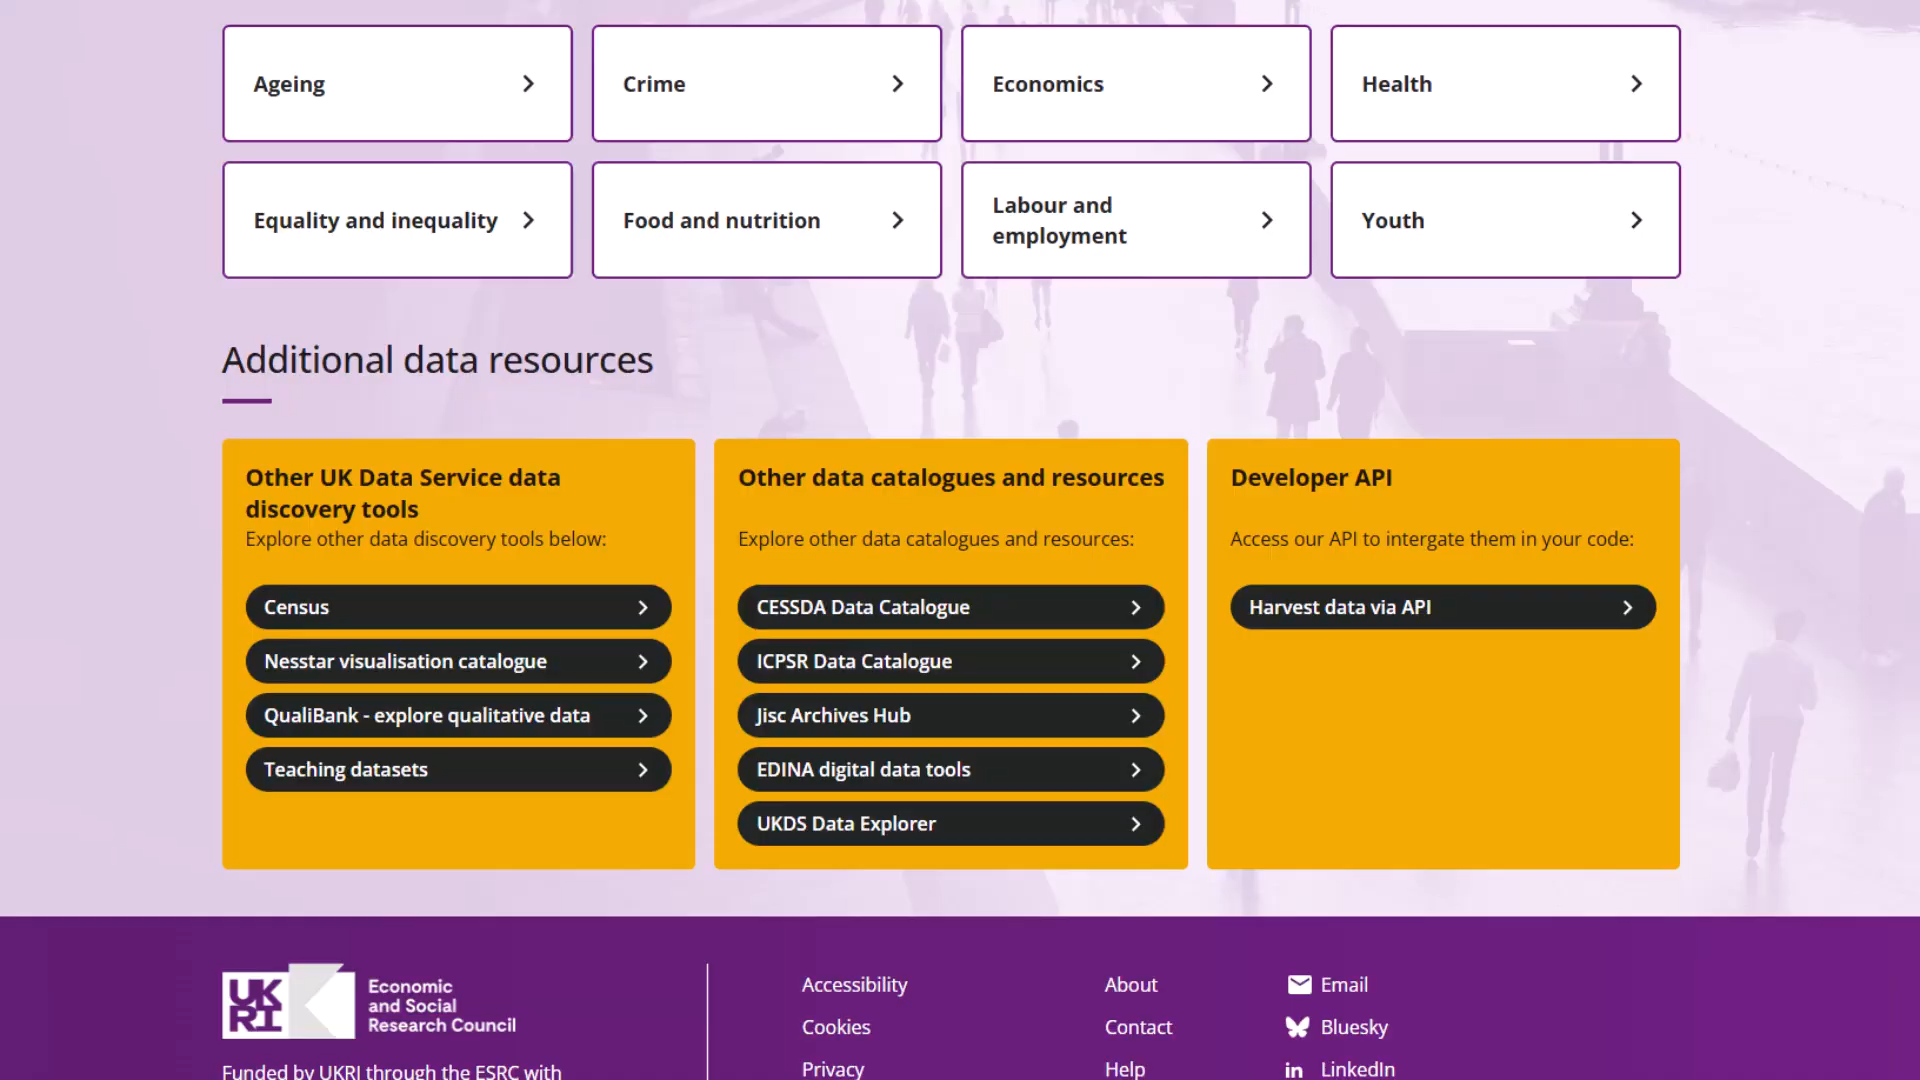 Ageing
Crime
Economics
Health
Equality and inequality
Food and nutrition
Labour and
employment
Youth
Additional data resources
Other UK Data Service data
discovery tools
Explore other data discovery tools below:
Census
Nesstar visualisation catalogue
QualiBank - explore qualitative data
Teaching datasets
Other data catalogues and resources
Explore other data catalogues and resources:
CESSDA Data Catalogue
ICPSR Data Catalogue
Jisc Archives Hub
EDINA digital data tools
UKDS Data Explorer
Developer API
Access our API to intergate them in your code:
Harvest data via API
UK
RI
Economic
and Social
Research Council
Funded by UKRI through the ESRC with
Accessibility
Cookies
Privacy
About
Contact
Help
Email
Bluesky
in LinkedIn